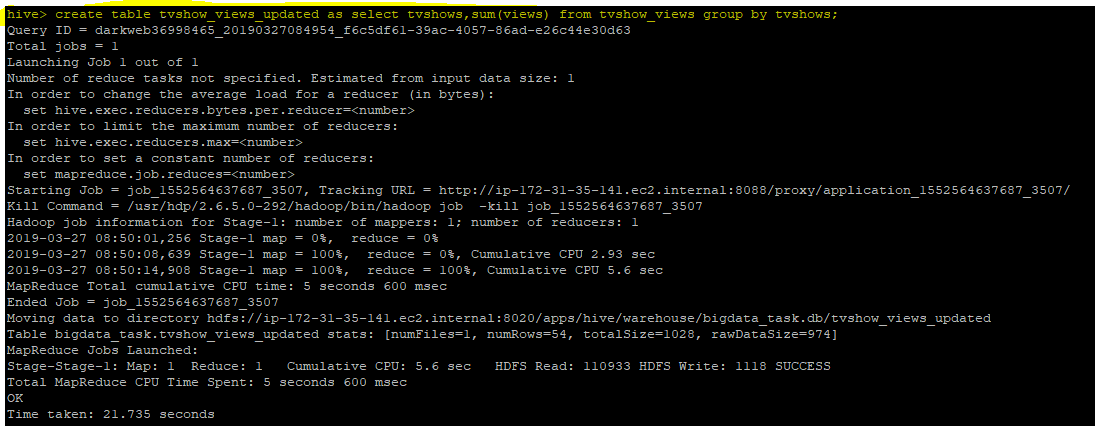 hive> create table tvshow_views_updated as select tvshows,sum(views) from tvshow_views group by tvshows;
Query ID = darkweb36998465_20190327084954_f6c5df61-39ac-4057-86ad-e26c44e30d63
Total jobs = 1
Launching Job 1 out of 1
Number of reduce tasks not specified. Estimated from input data size: 1
In order to change the average load for a reducer (in bytes):
  set hive.exec.reducers.bytes.per.reducer=<number>
In order to limit the maximum number of reducers:
  set hive.exec.reducers.max=<number>
In order to set a constant number of reducers:
  set mapreduce.job.reduces=<number>
Starting Job = job_1552564637687_3507, Tracking URL = http://ip-172-31-35-141.ec2.internal:8088/proxy/application_1552564637687_3507/
Kill Command = /usr/hdp/2.6.5.0-292/hadoop/bin/hadoop job  -kill job_1552564637687_3507
Hadoop job information for Stage-1: number of mappers: 1; number of reducers: 1
2019-03-27 08:50:01,256 Stage-1 map = 0%,  reduce = 0%
2019-03-27 08:50:08,639 Stage-1 map = 100%,  reduce = 0%, Cumulative CPU 2.93 sec
2019-03-27 08:50:14,908 Stage-1 map = 100%,  reduce = 100%, Cumulative CPU 5.6 sec
MapReduce Total cumulative CPU time: 5 seconds 600 msec
Ended Job = job_1552564637687_3507
Moving data to directory hdfs://ip-172-31-35-141.ec2.internal:8020/apps/hive/warehouse/bigdata_task.db/tvshow_views_updated
Table bigdata_task.tvshow_views_updated stats: [numFiles=1, numRows=54, totalSize=1028, rawDataSize=974]
MapReduce Jobs Launched:
Stage-Stage-1: Map: 1  Reduce: 1   Cumulative CPU: 5.6 sec   HDFS Read: 110933 HDFS Write: 1118 SUCCESS
Total MapReduce CPU Time Spent: 5 seconds 600 msec
OK
Time taken: 21.735 seconds